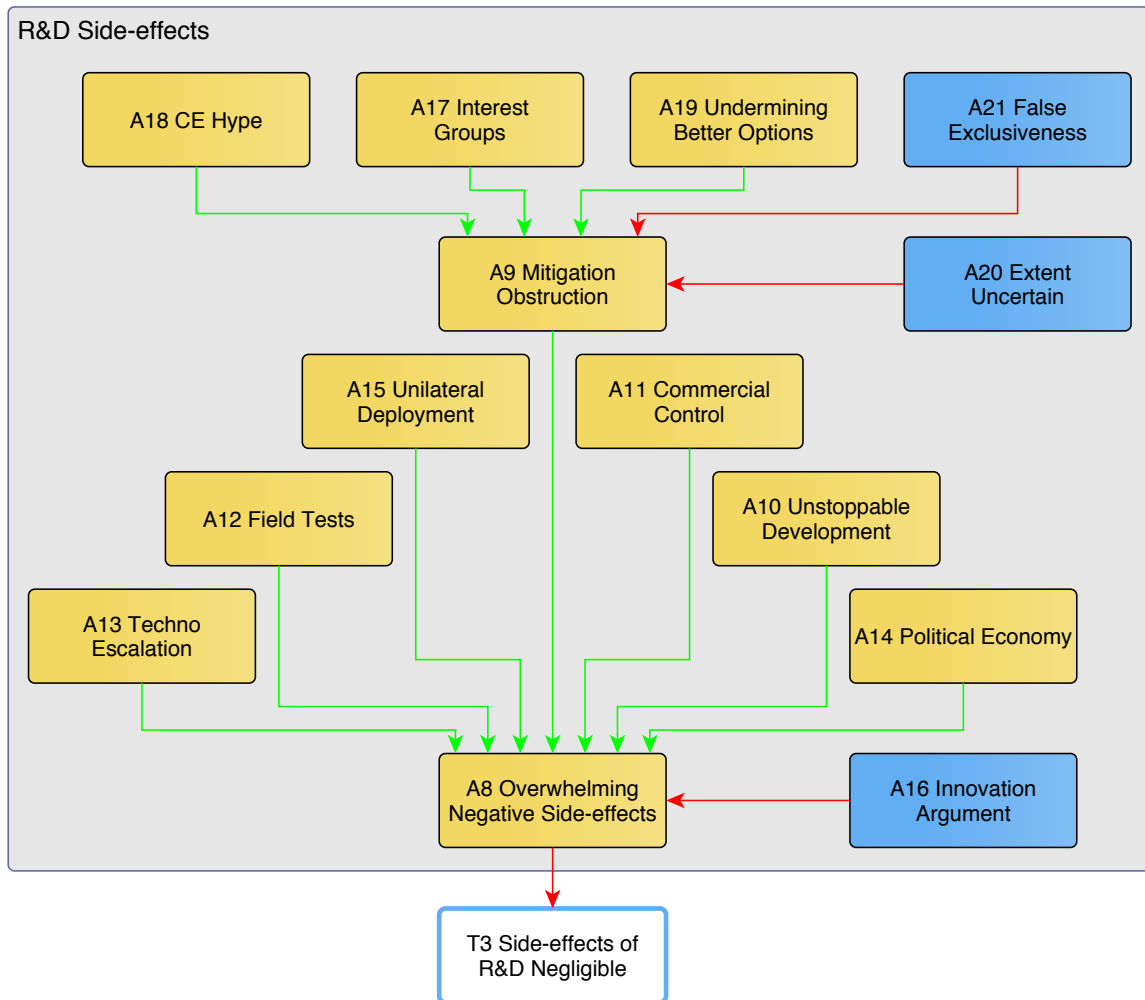 R&D Side-effects
A18 CE Hype
A17 Interest
Groups
A19 Undermining
Better Options
A21 False
Exclusiveness
A9 Mitigation
Obstruction
A20 Extent
Uncertain
A15 Unilateral
Deployment
A11 Commercial
Control
A12 Field Tests
A10 Unstoppable
Development
A13 Techno
Escalation
A14 Political Economy
A8 Overwhelming
Negative Side-effects
A16 Innovation
Argument
T3 Side-effects of
R&D Negligible